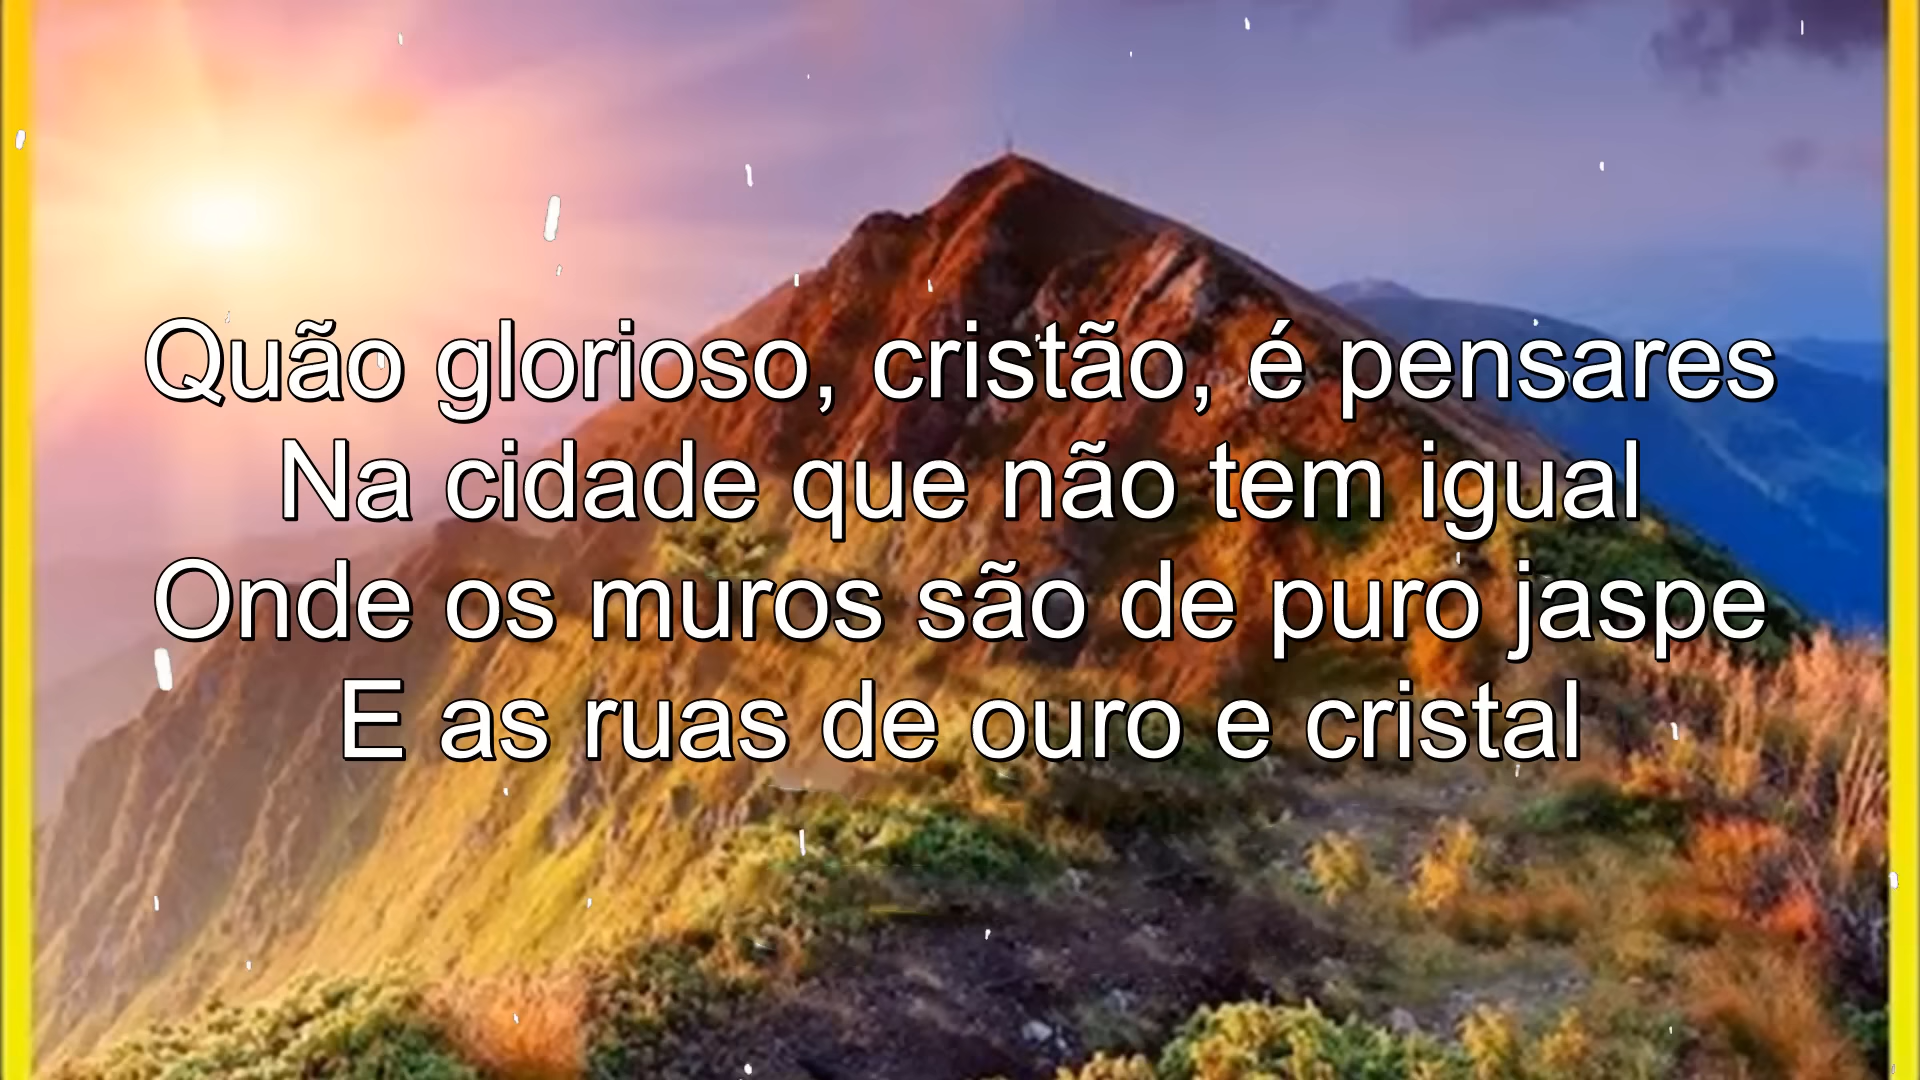 Quão glorioso, cristão, é pensares
Na cidade que não tem igual
Onde os muros são de puro jaspe
E as ruas de ouro e cristal